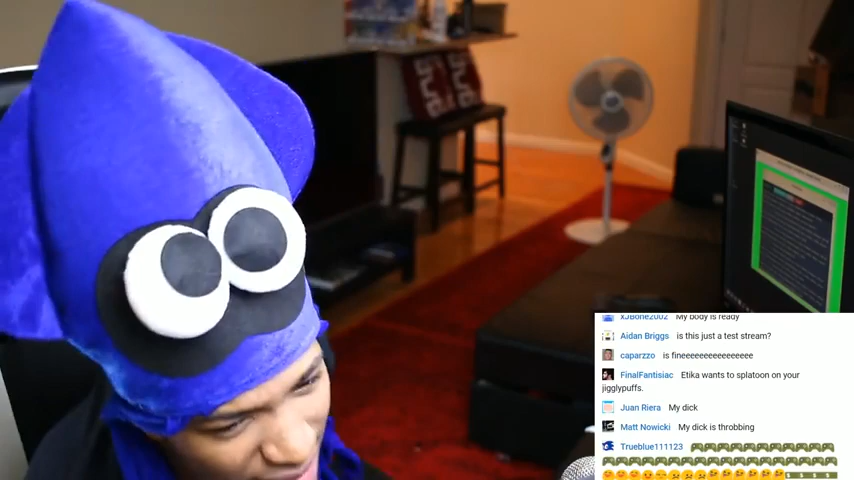 xJBone2002 My body is ready
Aidan Briggs is this just a test stream?
caparzzo is fineeeeeeeeeeeeeeee
FinalFantisiac Etika wants to splatoon on your
jigglypuffs.
Juan Riera My dick
Matt Nowicki My dick is throbbing
Trueblue111123